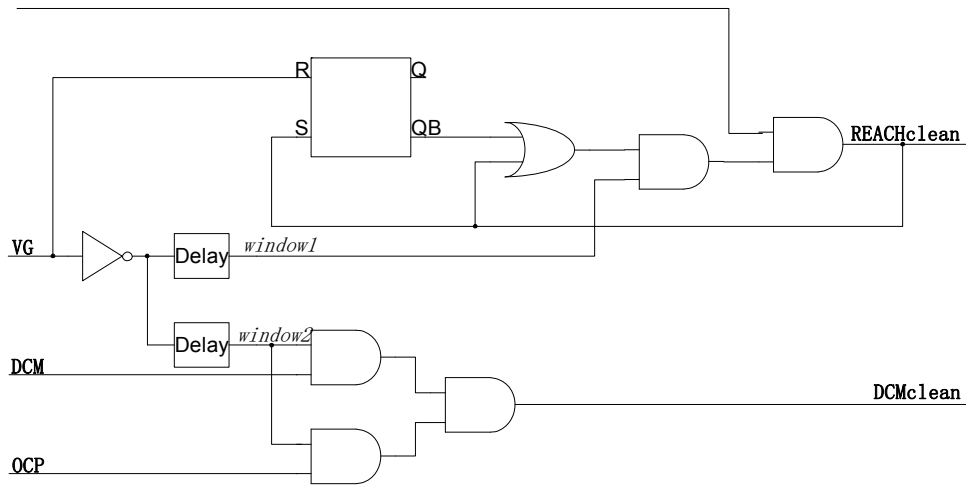 R
Q
S
QB
REACHclean
VG
Delay
window1
Delay
window2
DCM
DCMclean
OCP